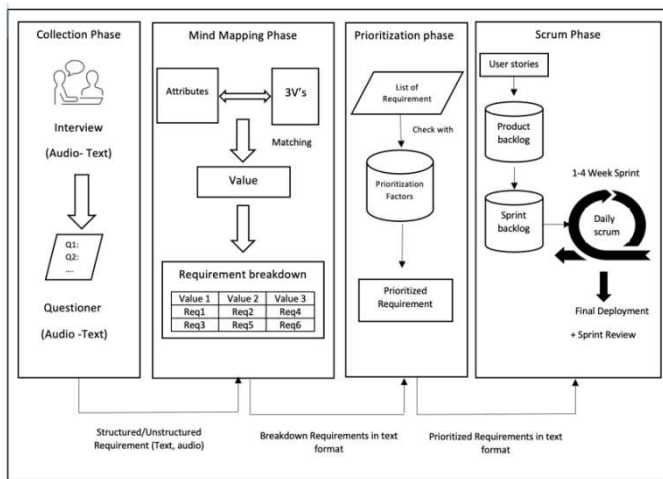 Collection Phase
Interview
(Audio- Text)
Q1:
Q2:
....
Questioner
(Audio -Text)
Mind Mapping Phase
Attributes
3V's
Matching
Value
Requirement breakdown
Value 1 Value 2 Value 3
Req1 Req2 Req4
Req3 Req5 Req6
Prioritization phase
List of
Requirement
Check with
Prioritization
Factors
Prioritized
Requirement
Scrum Phase
User stories
Product
backlog
1-4 Week Sprint
Sprint
backlog
Daily
scrum
Final Deployment
+ Sprint Review
Structured/Unstructured
Requirement (Text, audio)
Breakdown Requirements in text
format
Prioritized Requirements in text
format